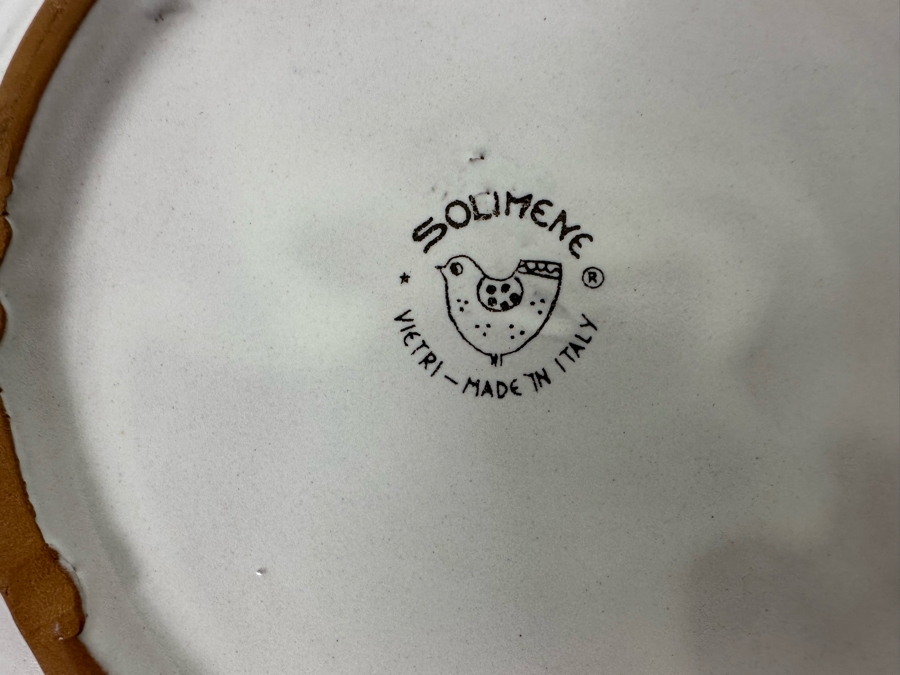 SOLIMENE
®
VIETRI – MADE IN ITALY